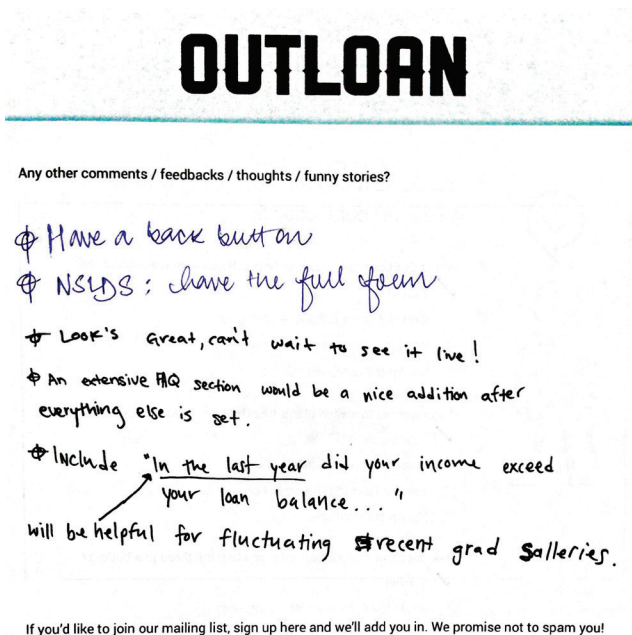 OUTLOAN
Any other comments / feedbacks / thoughts / funny stories?
Have a back button
NSLDS : have the full form
Look's Great, can't wait to see it live!
An extensive FAQ section would be a nice addition after
everything else is set.
Include "In the last year did your income exceed
your loan balance..."
will be helpful for fluctuating recent grad salleries.
If you'd like to join our mailing list, sign up here and we'll add you in. We promise not to spam you!